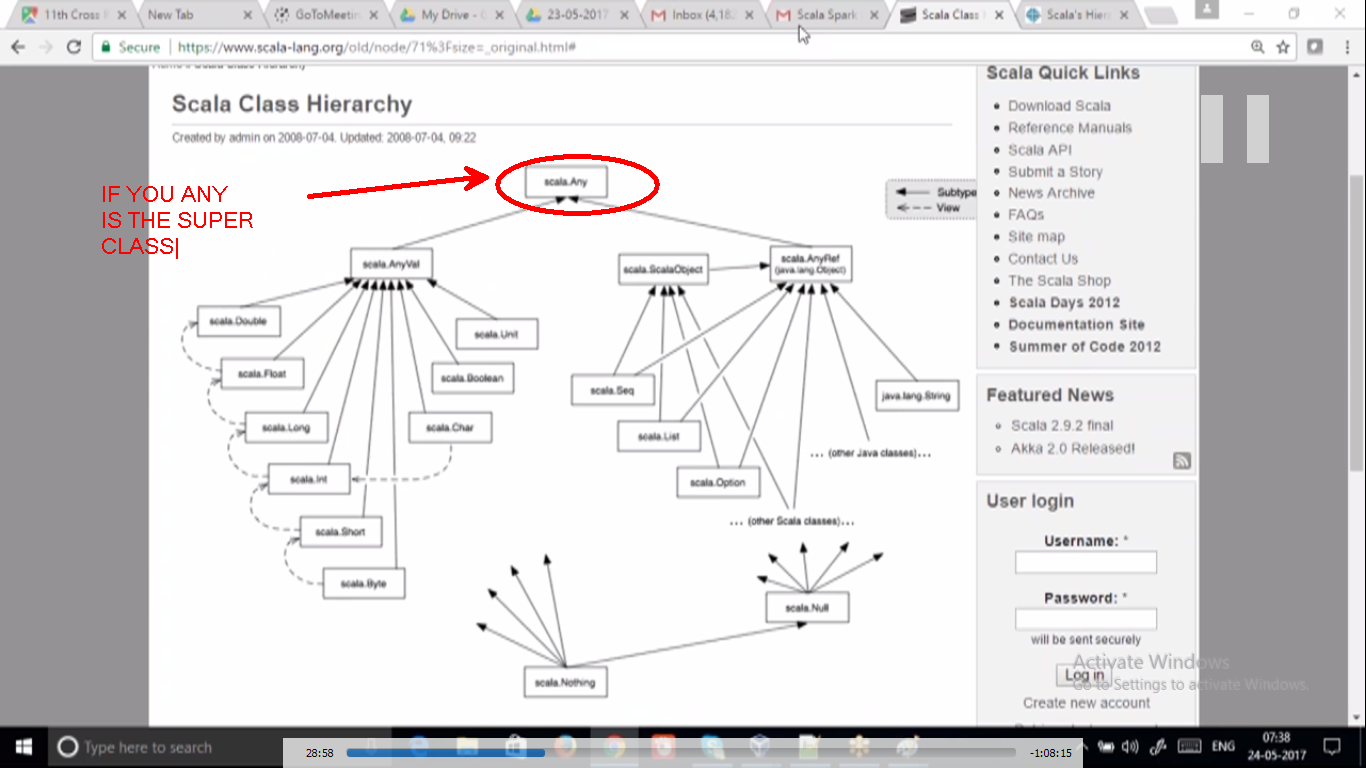 11th Cross
New Tab
GoToMeetin
My Drive -
23-05-2017
Inbox (4,182
Scala Spark
Scala Class
Scala's Hier
Secure
https://www.scala-lang.org/old/node/71%3Fsize=_original.html#
Scala Class Hierarchy
Created by admin on 2008-07-04. Updated: 2008-07-04, 09:22
IF YOU ANY
IS THE SUPER
CLASS
scala.Any
Subtype
View
scala.AnyVal
scala.ScalaObject
scala.AnyRef
(java.lang.Object)
scala.Double
scala.Unit
scala.Float
scala.Boolean
scala.Seq
java.lang.String
scala.Long
scala.Char
scala.List
... (other Java classes)...
scala.Int
scala.Option
scala.Short
... (other Scala classes)...
scala.Byte
scala.Null
scala.Nothing
Scala Quick Links
Download Scala
Reference Manuals
Scala API
Submit a Story
News Archive
FAQs
Site map
Contact Us
The Scala Shop
Scala Days 2012
Documentation Site
Summer of Code 2012
Featured News
Scala 2.9.2 final
Akka 2.0 Released!
User login
Username: *
Password: *
will be sent securely
Log in
Create new account
Activate Windows
Go to Settings to activate Windows.
Type here to search
28:58
-1:08:15
ENG
07:38
24-05-2017